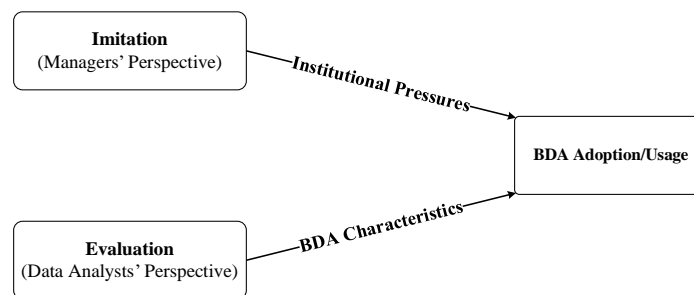 Imitation
(Managers' Perspective)
Institutional Pressures
BDA Adoption/Usage
BDA Characteristics
Evaluation
(Data Analysts' Perspective)